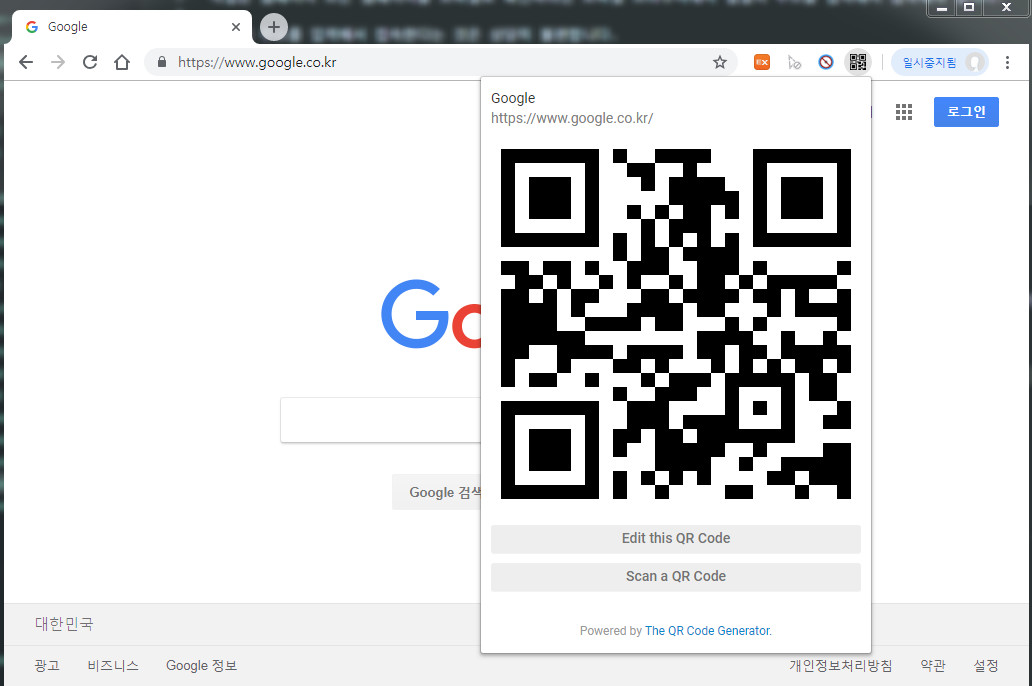 Google
https://www.google.co.kr
EX
일시중지됨
Google
https://www.google.co.kr/
로그인
Go
Google 검색
Edit this QR Code
Scan a QR Code
Powered by The QR Code Generator.
대한민국
광고 비즈니스 Google 정보 개인정보처리방침 약관 설정